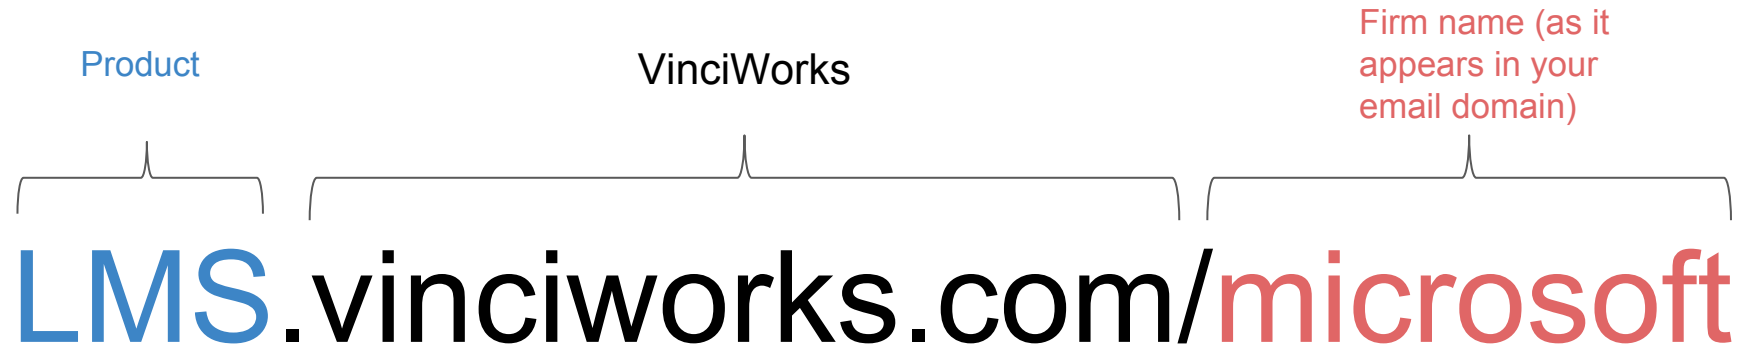 Product
VinciWorks
Firm name (as it
appears in your
email domain)
LMS.vinciworks.com/microsoft